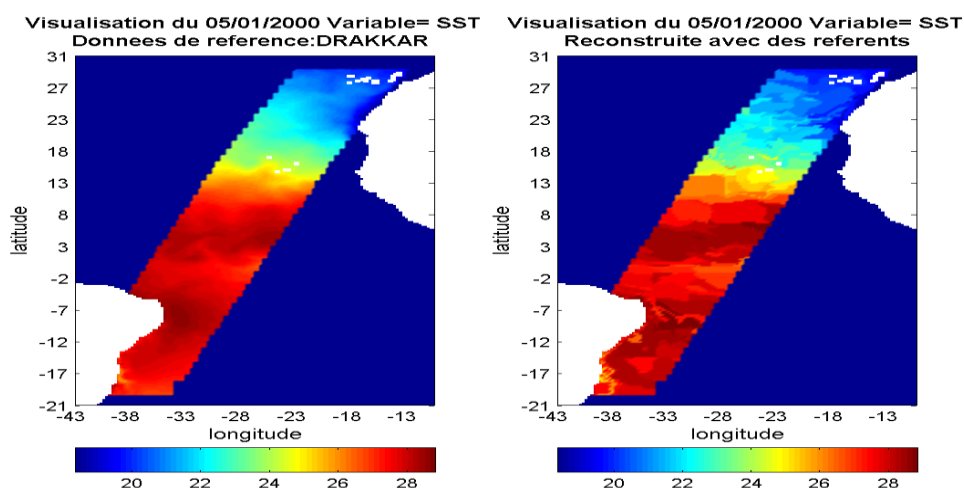 Visualisation du 05/01/2000 Variable= SST
Donnees de reference:DRAKKAR
31
27
23
18
13
8
3
-2
-7
-12
-16
-21
latitude
-43 -38 -33 -28 -23 -18 -13
longitude
20 22 24 26 28
Visualisation du 05/01/2000 Variable= SST
Reconstruite avec des referents
31
27
23
18
13
8
3
-2
-7
-12
-16
-21
latitude
-43 -38 -33 -28 -23 -18 -13
longitude
20 22 24 26 28